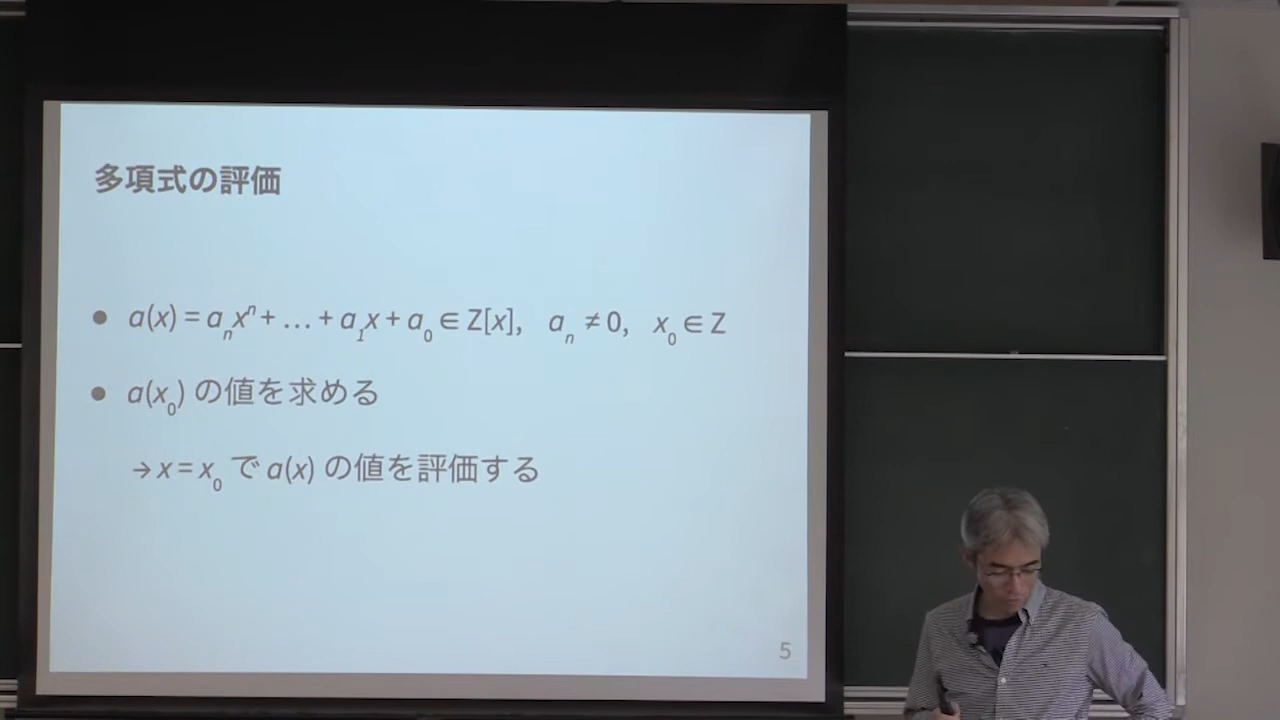 多項式の評価
● a(x) = aₙxⁿ + … + a₁x + a₀ ∈ Z[x], aₙ ≠ 0, x₀ ∈ Z
● a(x₀) の値を求める
→ x = x₀ で a(x) の値を評価する
5